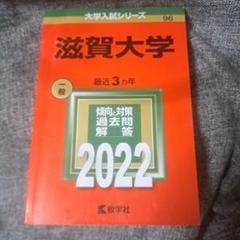 大学入試シリーズ
96
滋賀大学
最近3ヵ年
一般
傾向と対策
過去問
解答
2022
教学社